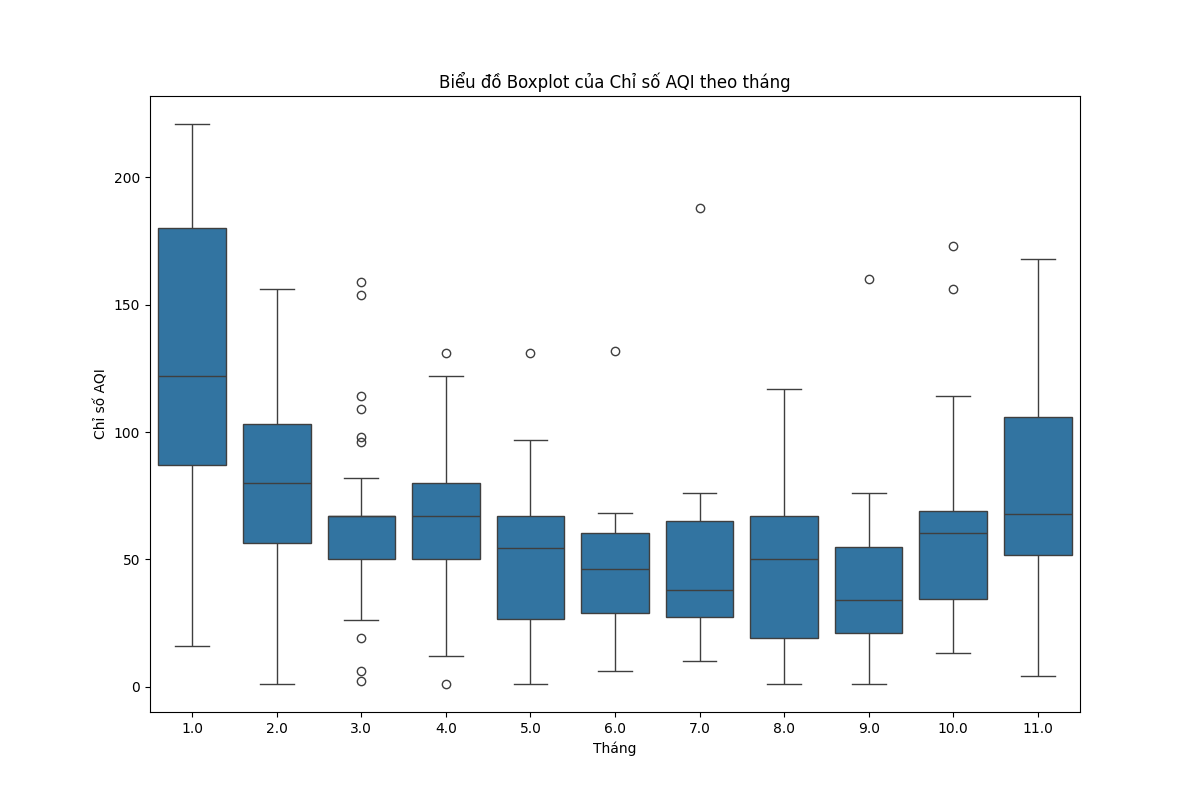 Biểu đồ Boxplot của Chỉ số AQI theo tháng
Chỉ số AQI
200
150
100
50
0
1.0 2.0 3.0 4.0 5.0 6.0 7.0 8.0 9.0 10.0 11.0
Tháng